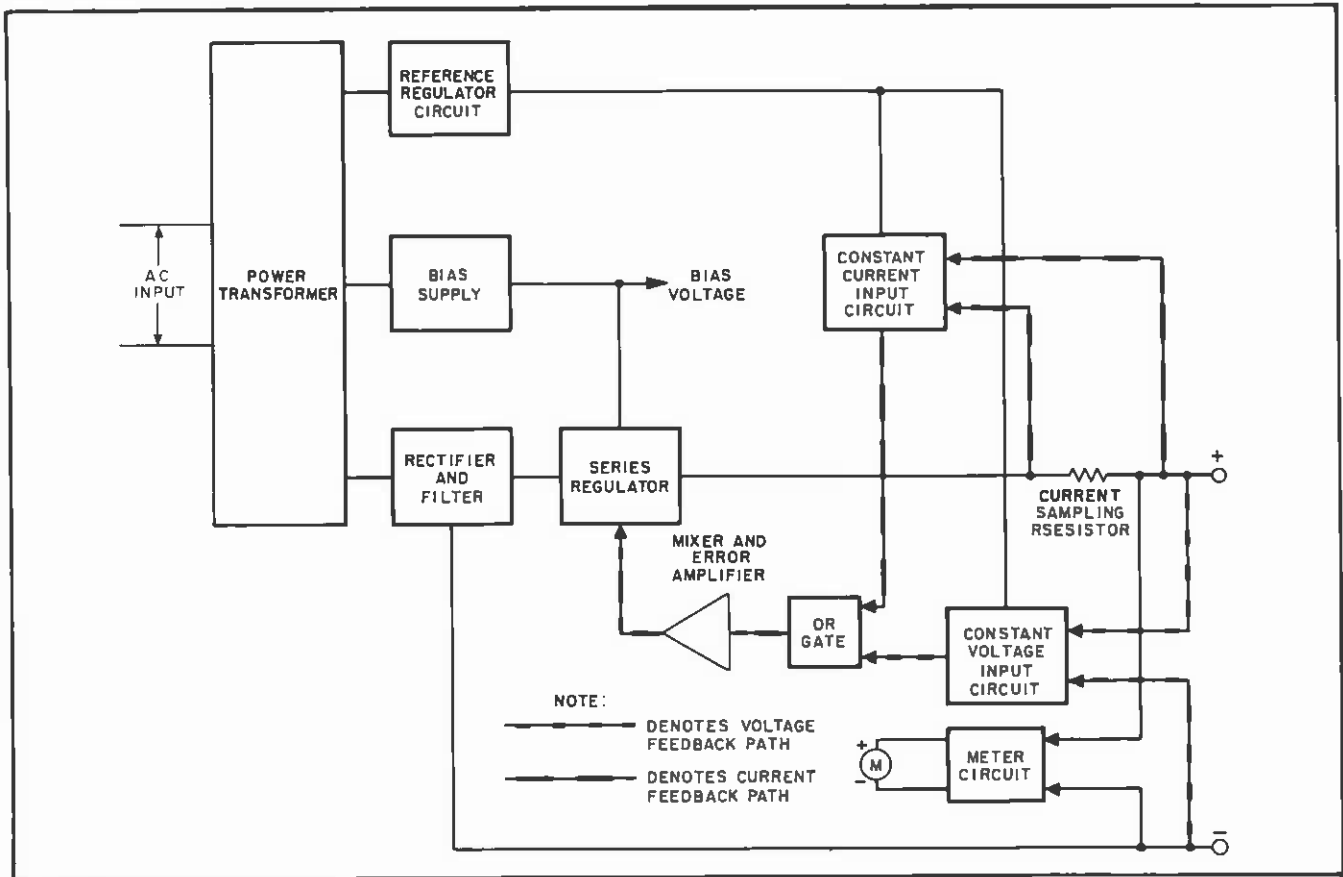 REFERENCE
REGULATOR
CIRCUIT
AC
INPUT
POWER
TRANSFORMER
BIAS
SUPPLY
BIAS
VOLTAGE
CONSTANT
CURRENT
INPUT
CIRCUIT
RECTIFIER
AND
FILTER
SERIES
REGULATOR
+
CURRENT
SAMPLING
RSESISTOR
MIXER AND
ERROR
AMPLIFIER
OR
GATE
CONSTANT
VOLTAGE
INPUT
CIRCUIT
NOTE:
DENOTES VOLTAGE
FEEDBACK PATH
DENOTES CURRENT
FEEDBACK PATH
+
M
−
METER
CIRCUIT
−